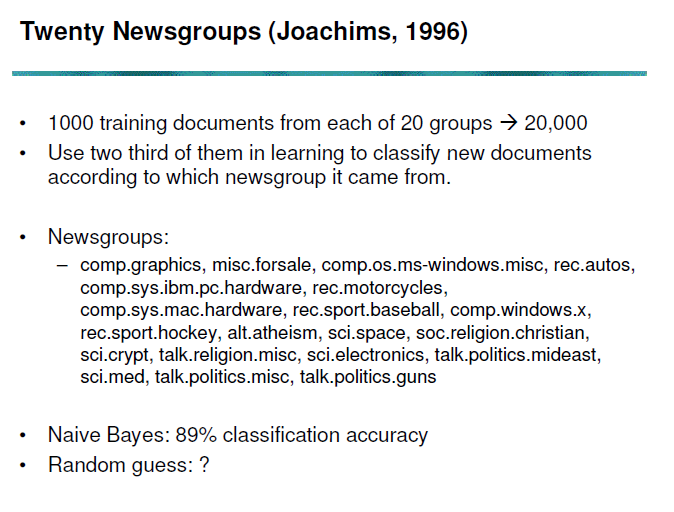 Twenty Newsgroups (Joachims, 1996)
• 1000 training documents from each of 20 groups → 20,000
• Use two third of them in learning to classify new documents
according to which newsgroup it came from.
• Newsgroups:
– comp.graphics, misc.forsale, comp.os.ms-windows.misc, rec.autos,
comp.sys.ibm.pc.hardware, rec.motorcycles,
comp.sys.mac.hardware, rec.sport.baseball, comp.windows.x,
rec.sport.hockey, alt.atheism, sci.space, soc.religion.christian,
sci.crypt, talk.religion.misc, sci.electronics, talk.politics.mideast,
sci.med, talk.politics.misc, talk.politics.guns
• Naive Bayes: 89% classification accuracy
• Random guess: ?